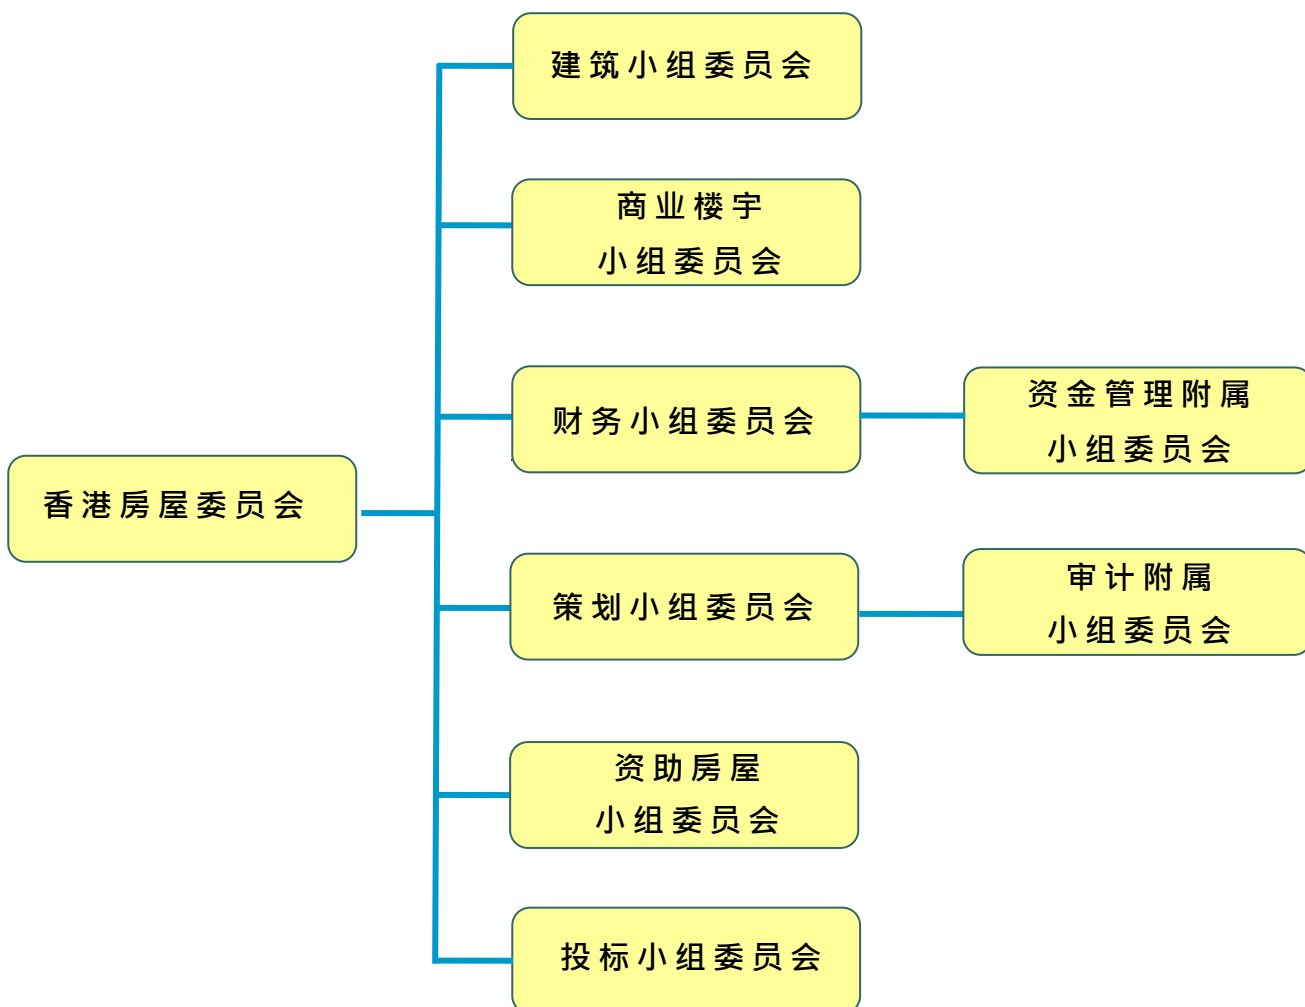 建筑小组委员会
商业楼宇
小组委员会
财务小组委员会
资金管理附属
小组委员会
香港房屋委员会
策划小组委员会
审计附属
小组委员会
资助房屋
小组委员会
投标小组委员会